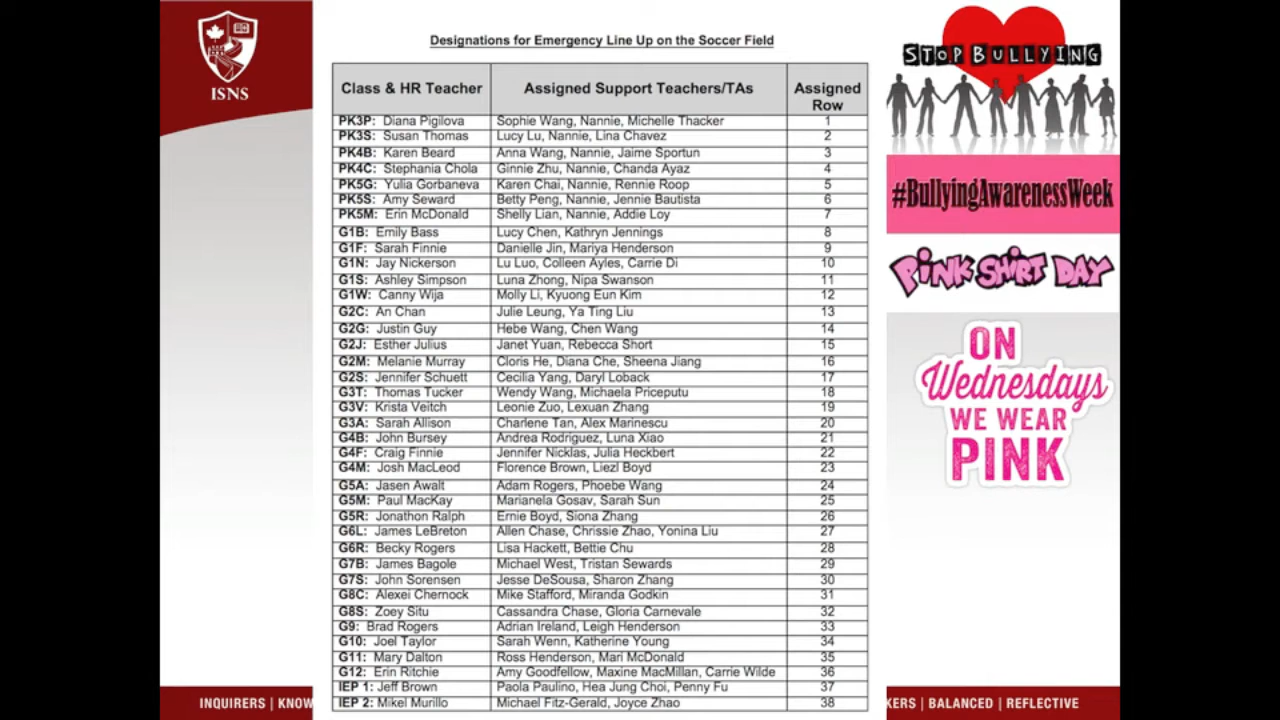 ISNS
Designations for Emergency Line Up on the Soccer Field
Class & HR Teacher Assigned Support Teachers/TAs Assigned Row
PK3P: Diana Pigilova Sophie Wang, Nannie, Michelle Thacker 1
PK3S: Susan Thomas Lucy Lu, Nannie, Lina Chavez 2
PK4B: Karen Beard Anna Wang, Nannie, Jaime Sportun 3
PK4C: Stephania Chola Ginnie Zhu, Nannie, Chanda Ayaz 4
PK5G: Yulia Gorbaneva Karen Chai, Nannie, Rennie Roop 5
PK5S: Amy Seward Betty Peng, Nannie, Jennie Bautista 6
PK5M: Erin McDonald Shelly Lian, Nannie, Addie Loy 7
G1B: Emily Bass Lucy Chen, Kathryn Jennings 8
G1F: Sarah Finnie Danielle Jin, Mariya Henderson 9
G1N: Jay Nickerson Lu Luo, Colleen Ayles, Carrie Di 10
G1S: Ashley Simpson Luna Zhong, Nipa Swanson 11
G1W: Canny Wija Molly Li, Kyuong Eun Kim 12
G2C: An Chan Julie Leung, Ya Ting Liu 13
G2G: Justin Guy Hebe Wang, Chen Wang 14
G2J: Esther Julius Janet Yuan, Rebecca Short 15
G2M: Melanie Murray Cloris He, Diana Che, Sheena Jiang 16
G2S: Jennifer Schuett Cecilia Yang, Daryl Loback 17
G3T: Thomas Tucker Wendy Wang, Michaela Priceputu 18
G3V: Krista Veitch Leonie Zuo, Lexuan Zhang 19
G3A: Sarah Allison Charlene Tan, Alex Marinescu 20
G4B: John Bursey Andrea Rodriguez, Luna Xiao 21
G4F: Craig Finnie Jennifer Nicklas, Julia Heckbert 22
G4M: Josh MacLeod Florence Brown, Liezl Boyd 23
G5A: Jasen Awalt Adam Rogers, Phoebe Wang 24
G5M: Paul MacKay Marianela Gosav, Sarah Sun 25
G5R: Jonathon Ralph Ernie Boyd, Siona Zhang 26
G6L: James LeBreton Allen Chase, Chrissie Zhao, Yonina Liu 27
G6R: Becky Rogers Lisa Hackett, Bettie Chu 28
G7B: James Bagole Michael West, Tristan Sewards 29
G7S: John Sorensen Jesse DeSousa, Sharon Zhang 30
G8C: Alexei Chernock Mike Stafford, Miranda Godkin 31
G8S: Zoey Situ Cassandra Chase, Gloria Carnevale 32
G9: Brad Rogers Adrian Ireland, Leigh Henderson 33
G10: Joel Taylor Sarah Wenn, Katherine Young 34
G11: Mary Dalton Ross Henderson, Mari McDonald 35
G12: Erin Ritchie Amy Goodfellow, Maxine MacMillan, Carrie Wilde 36
IEP 1: Jeff Brown Paola Paulino, Hea Jung Choi, Penny Fu 37
IEP 2: Mikel Murillo Michael Fitz-Gerald, Joyce Zhao 38
STOP BULLYING
#BullyingAwarenessWeek
PINK SHIRT DAY
ON
Wednesdays
WE WEAR
PINK
INQUIRERS | KNOW
KERS | BALANCED | REFLECTIVE